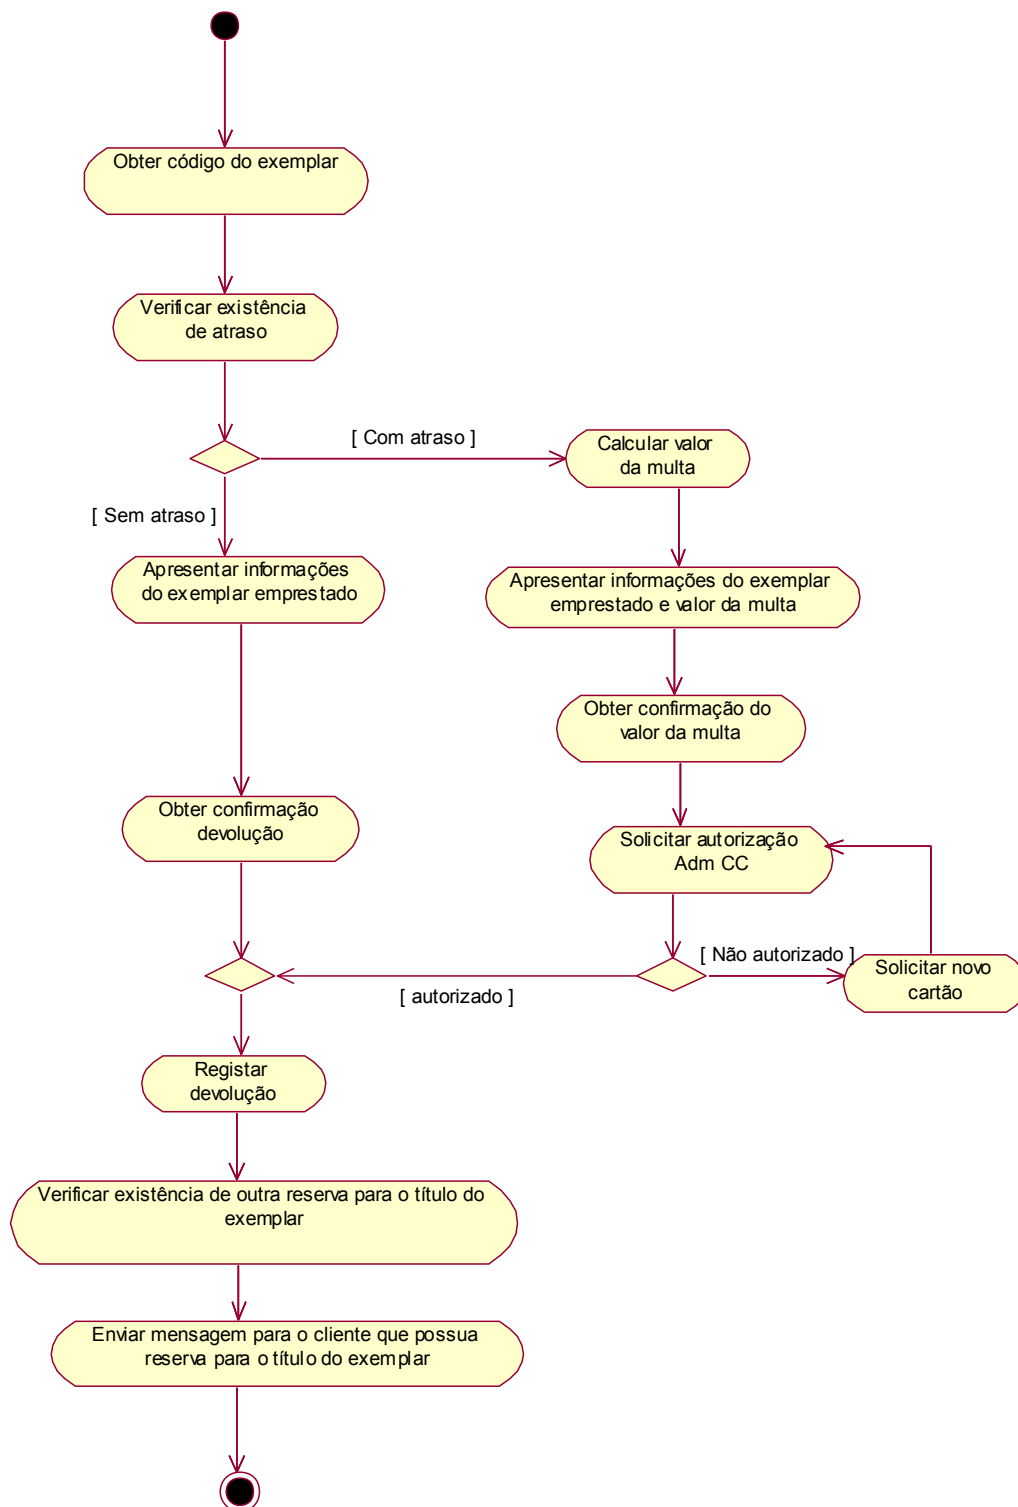 Obter código do exemplar
Verificar existência
de atraso
[ Com atraso ]
Calcular valor
da multa
[ Sem atraso ]
Apresentar informações
do exemplar emprestado
Apresentar informações do exemplar
emprestado e valor da multa
Obter confirmação do
valor da multa
Obter confirmação
devolução
Solicitar autorização
Adm CC
[ Não autorizado ]
Solicitar novo
cartão
[ autorizado ]
Registar
devolução
Verificar existência de outra reserva para o título do
exemplar
Enviar mensagem para o cliente que possua
reserva para o título do exemplar